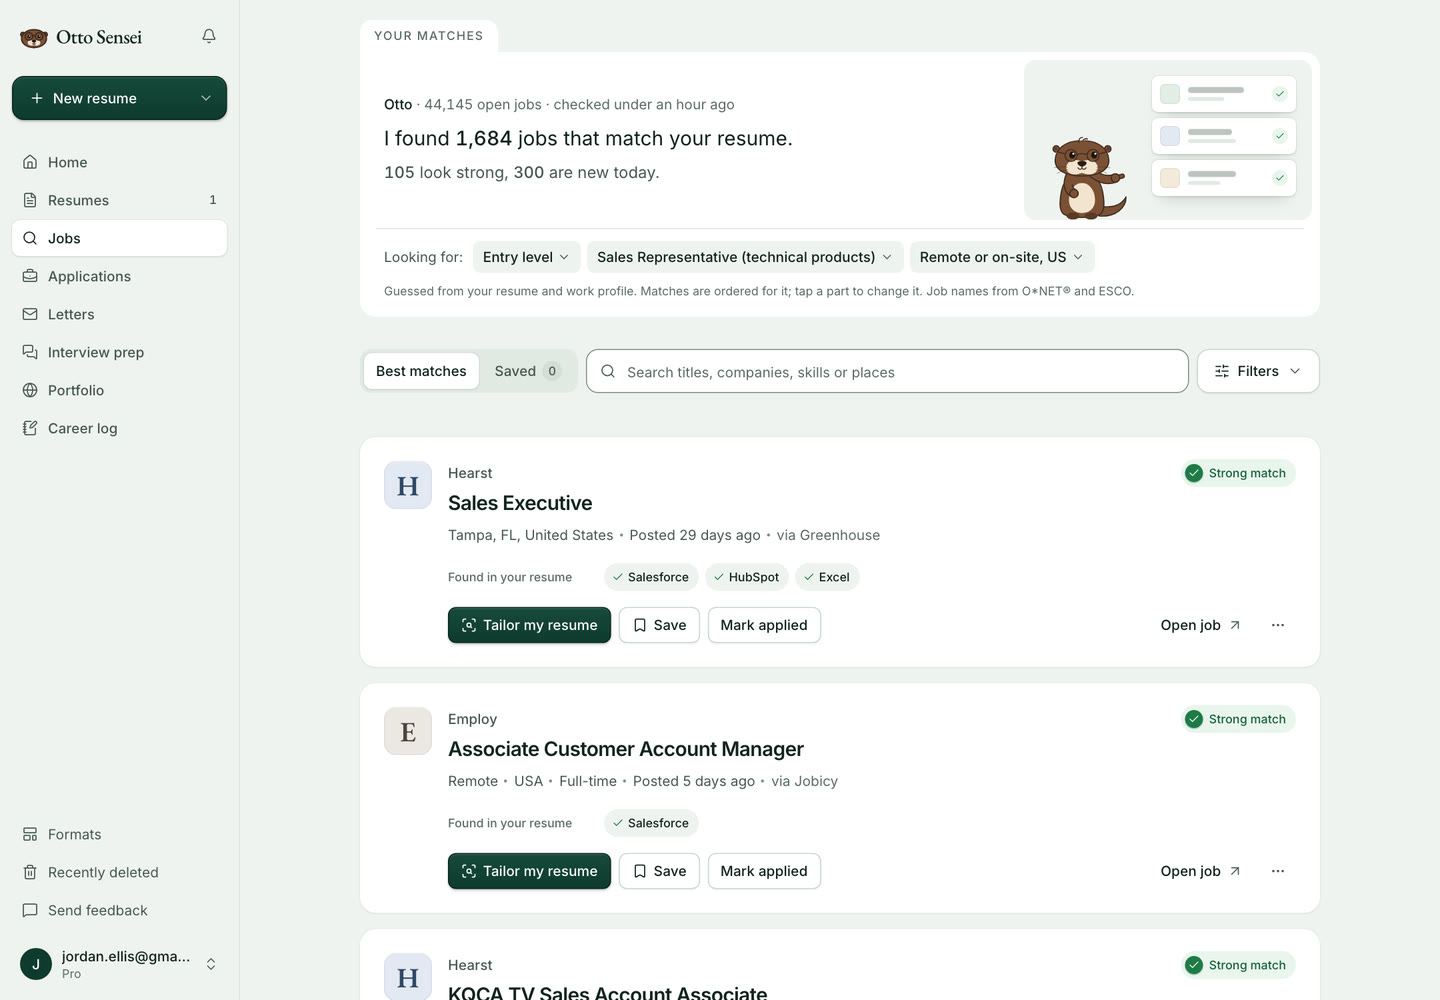 Otto Sensei
New resume
Home
Resumes 1
Jobs
Applications
Letters
Interview prep
Portfolio
Career log
Formats
Recently deleted
Send feedback
J
jordan.ellis@gma...
Pro
YOUR MATCHES
Otto · 44,145 open jobs · checked under an hour ago
I found 1,684 jobs that match your resume.
105 look strong, 300 are new today.
Looking for: Entry level Sales Representative (technical products) Remote or on-site, US
Guessed from your resume and work profile. Matches are ordered for it; tap a part to change it. Job names from O*NET® and ESCO.
Best matches Saved 0 Search titles, companies, skills or places Filters
H
Hearst Strong match
Sales Executive
Tampa, FL, United States • Posted 29 days ago • via Greenhouse
Found in your resume Salesforce HubSpot Excel
Tailor my resume Save Mark applied Open job
E
Employ Strong match
Associate Customer Account Manager
Remote • USA • Full-time • Posted 5 days ago • via Jobicy
Found in your resume Salesforce
Tailor my resume Save Mark applied Open job
H
Hearst Strong match
KQCA TV Sales Account Associate